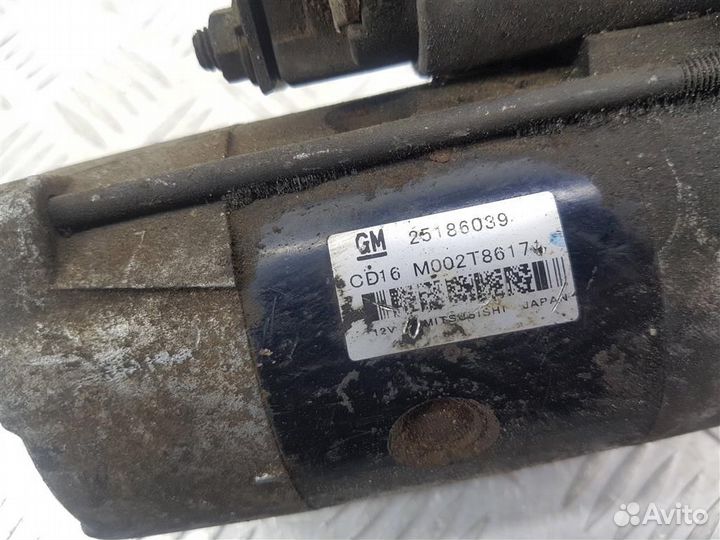 GM 25186039
CD16 M002T86171
12V MITSUBISHI JAPAN
Avito